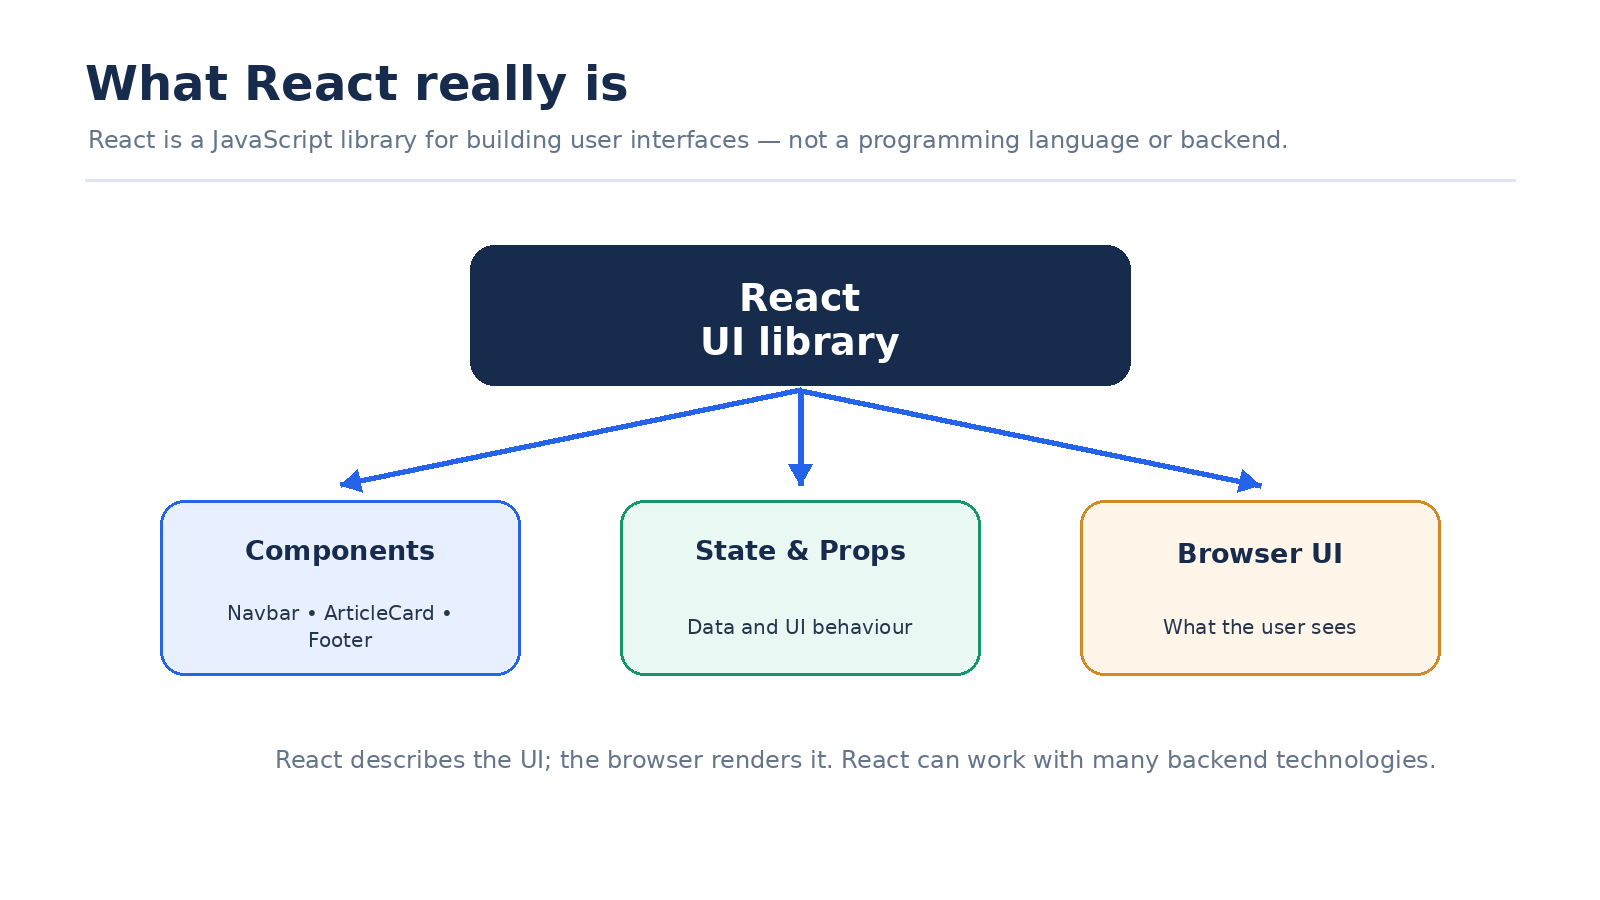 What React really is
React is a JavaScript library for building user interfaces — not a programming language or backend.
React
UI library
Components
Navbar • ArticleCard •
Footer
State & Props
Data and UI behaviour
Browser UI
What the user sees
React describes the UI; the browser renders it. React can work with many backend technologies.